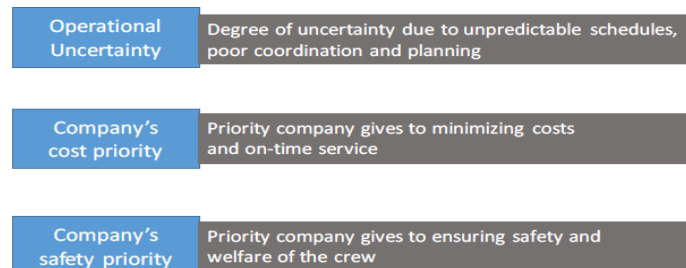 Operational
Uncertainty
Degree of uncertainty due to unpredictable schedules,
poor coordination and planning
Company's
cost priority
Priority company gives to minimizing costs
and on-time service
Company's
safety priority
Priority company gives to ensuring safety and
welfare of the crew